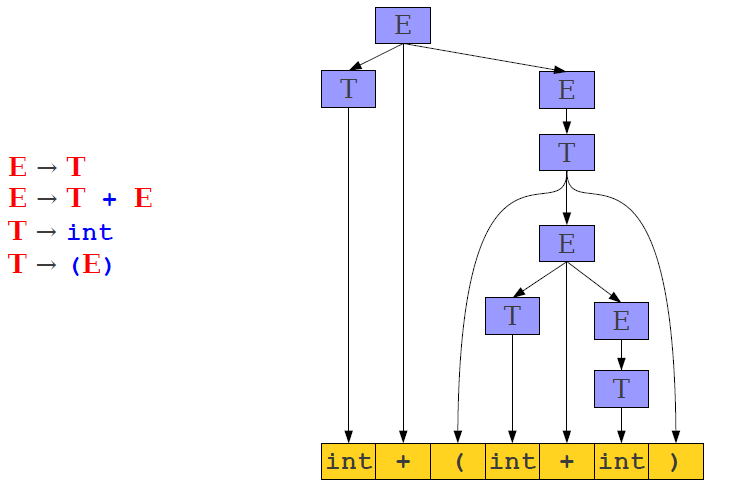 E
T
E
T
E → T
E → T + E
T → int
T → (E)
E
T
E
T
int + ( int + int )